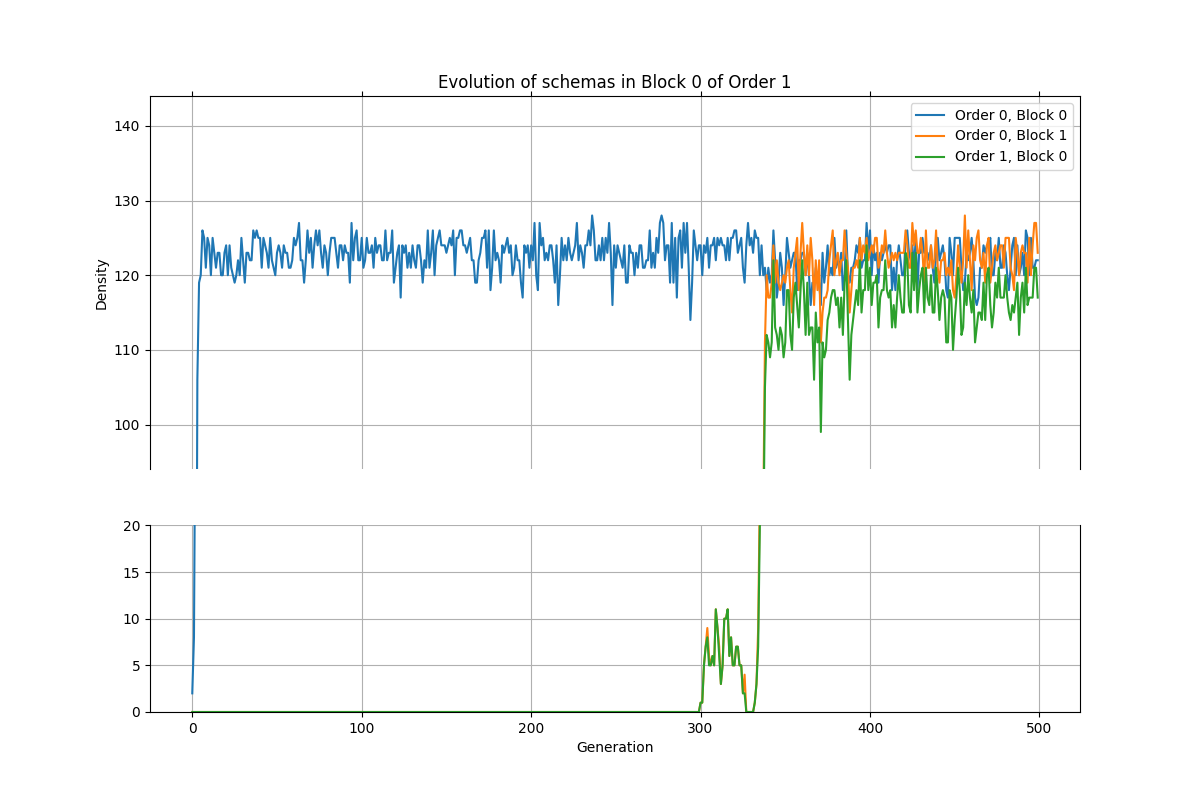 Evolution of schemas in Block 0 of Order 1
Order 0, Block 0
Order 0, Block 1
Order 1, Block 0
Density
140
130
120
110
100
20
15
10
5
0
0 100 200 300 400 500
Generation